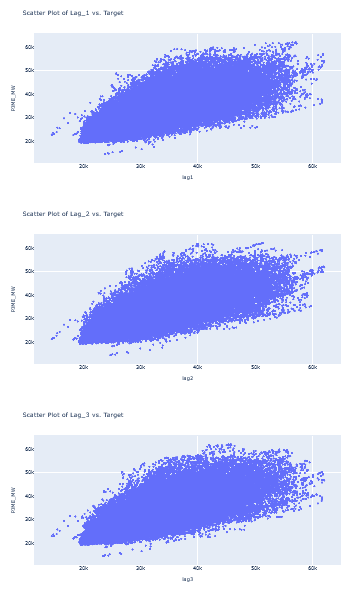 Scatter Plot of Lag_1 vs. Target
60k
50k
40k
30k
20k
PJME_MW
20k 30k 40k 50k 60k
lag1
Scatter Plot of Lag_2 vs. Target
60k
50k
40k
30k
20k
PJME_MW
20k 30k 40k 50k 60k
lag2
Scatter Plot of Lag_3 vs. Target
60k
50k
40k
30k
20k
PJME_MW
20k 30k 40k 50k 60k
lag3